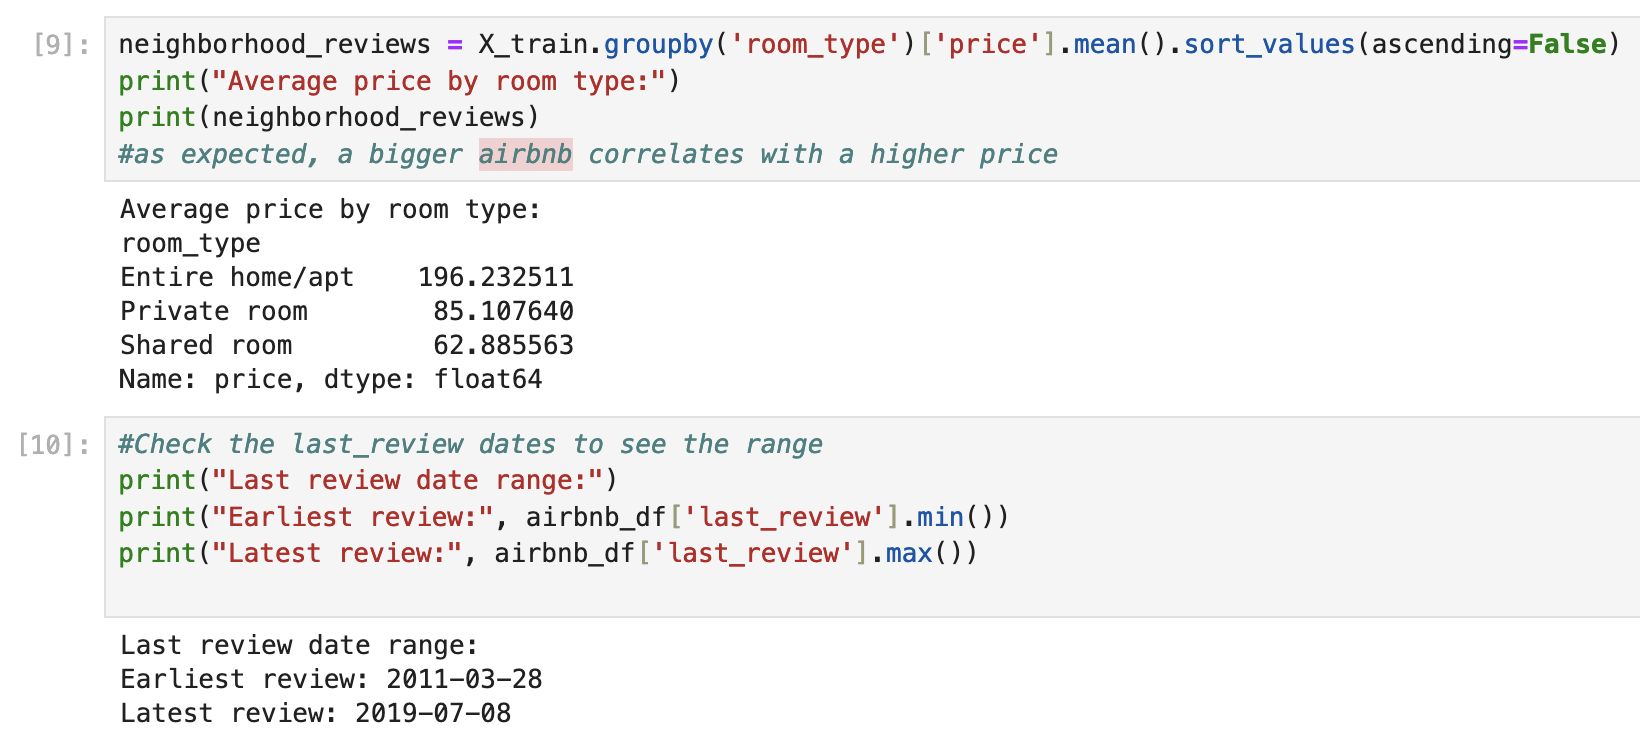 [9]: neighborhood_reviews = X_train.groupby('room_type')['price'].mean().sort_values(ascending=False)
print("Average price by room type:")
print(neighborhood_reviews)
#as expected, a bigger airbnb correlates with a higher price
Average price by room type:
room_type
Entire home/apt    196.232511
Private room        85.107640
Shared room         62.885563
Name: price, dtype: float64
[10]: #Check the last_review dates to see the range
print("Last review date range:")
print("Earliest review:", airbnb_df['last_review'].min())
print("Latest review:", airbnb_df['last_review'].max())
Last review date range:
Earliest review: 2011-03-28
Latest review: 2019-07-08